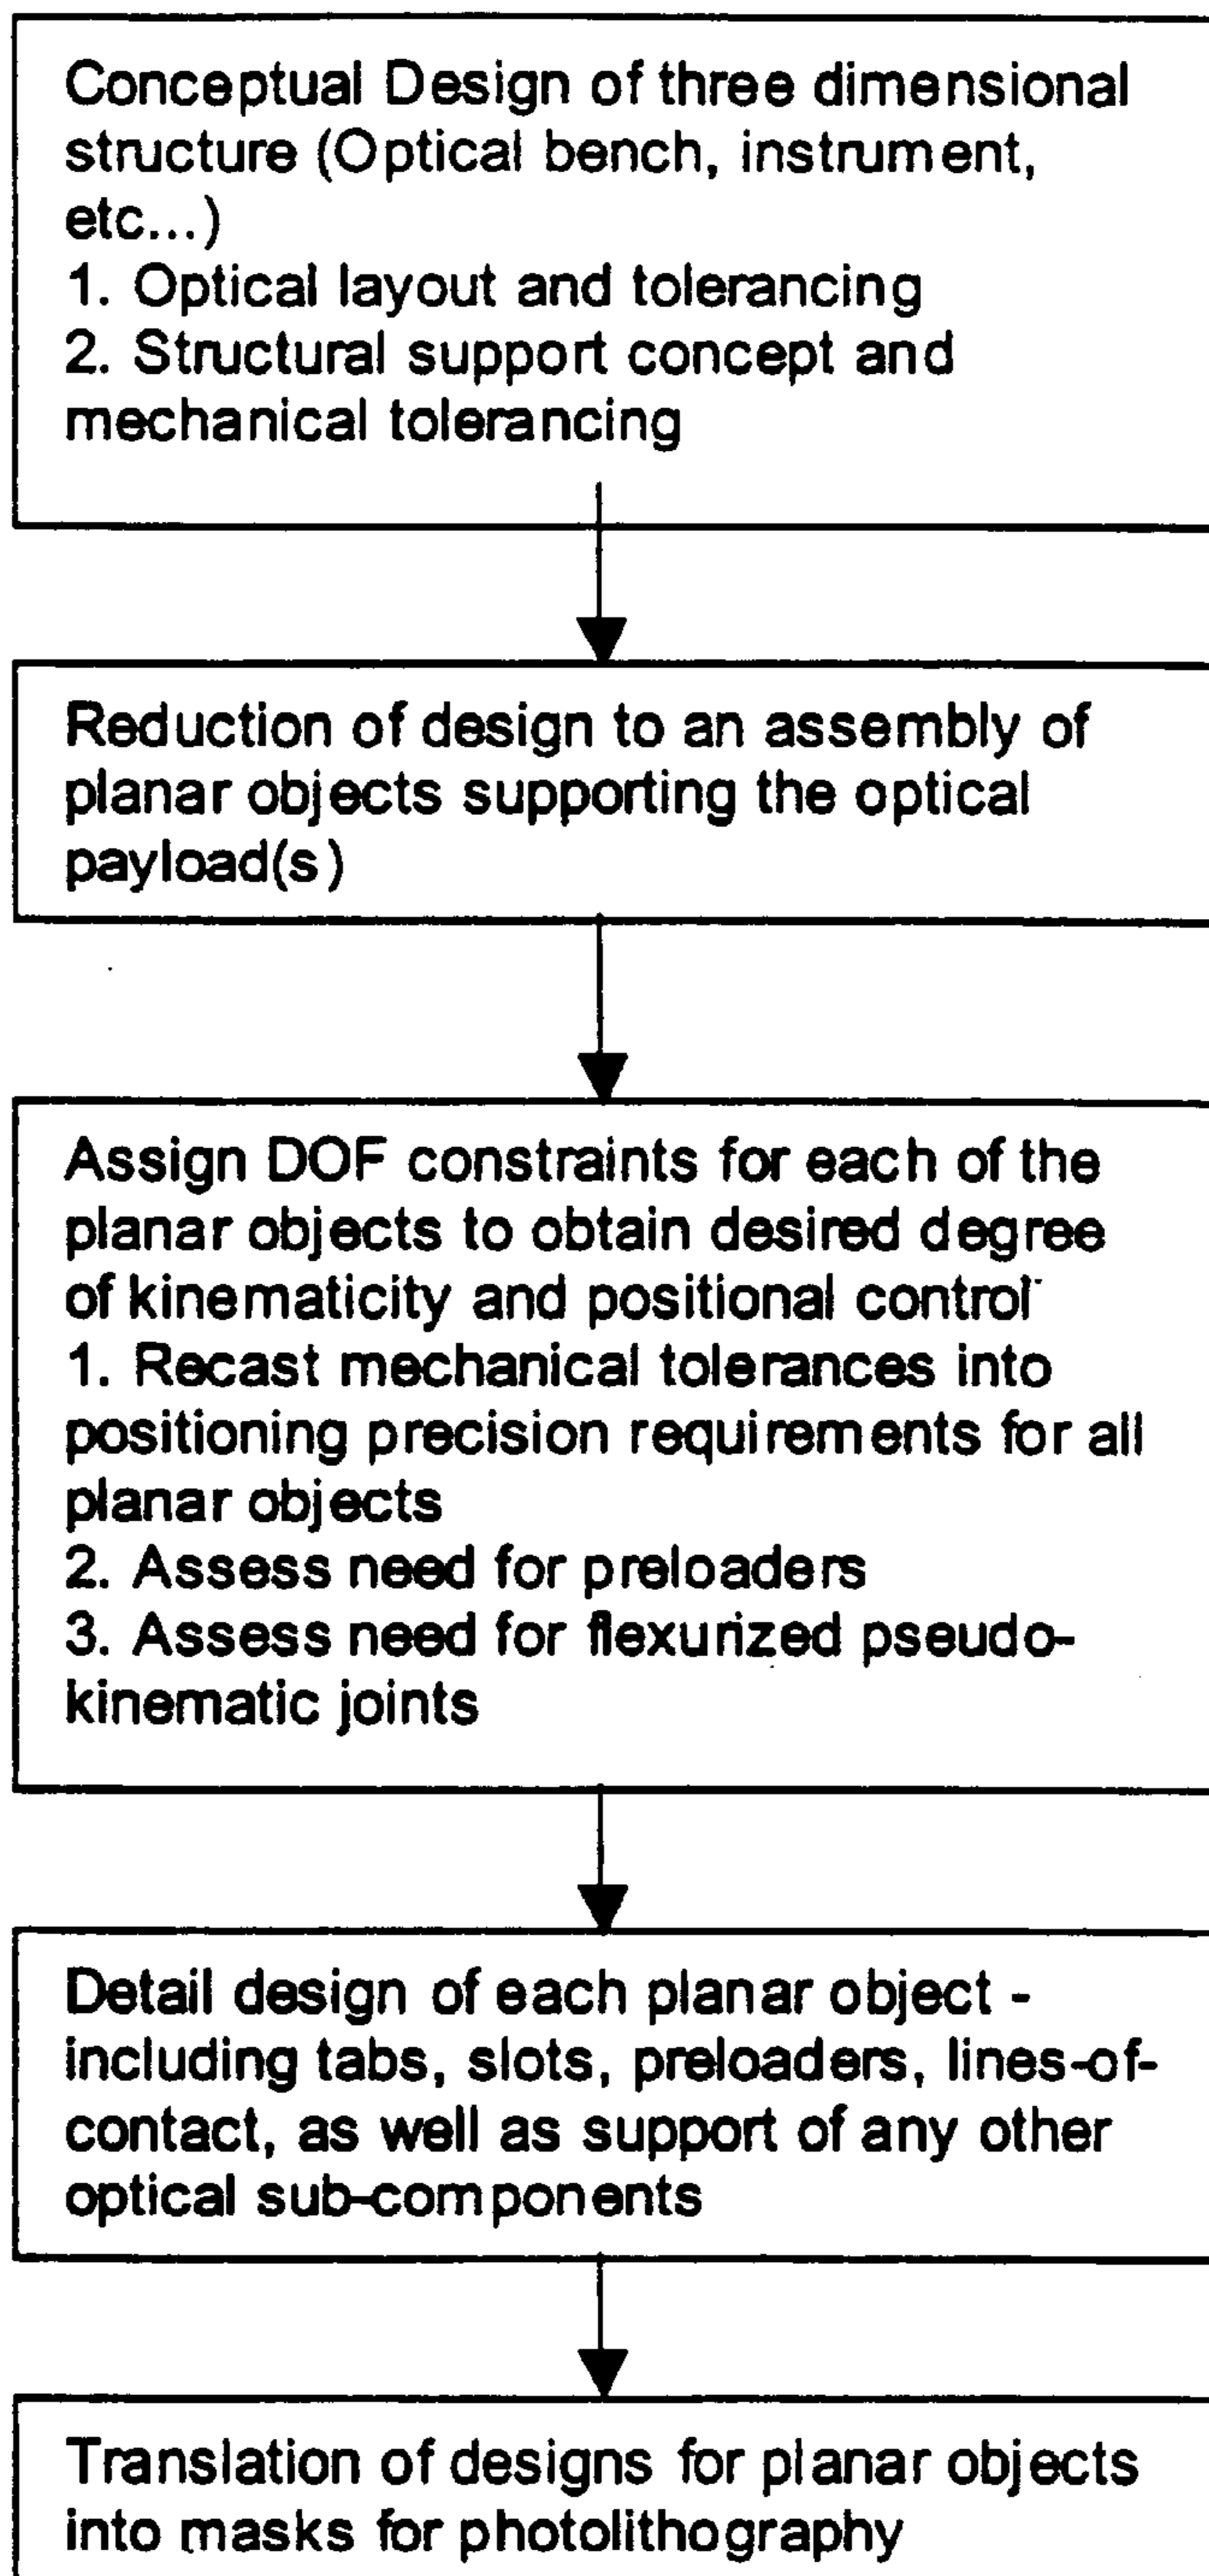 Conceptual Design of three dimensional
structure (Optical bench, instrument,
etc...)
1. Optical layout and tolerancing
2. Structural support concept and
mechanical tolerancing
Reduction of design to an assembly of
planar objects supporting the optical
payload(s)
Assign DOF constraints for each of the
planar objects to obtain desired degree
of kinematicity and positional control
1. Recast mechanical tolerances into
positioning precision requirements for all
planar objects
2. Assess need for preloaders
3. Assess need for flexurized pseudo-
kinematic joints
Detail design of each planar object -
including tabs, slots, preloaders, lines-of-
contact, as well as support of any other
optical sub-components
Translation of designs for planar objects
into masks for photolithography